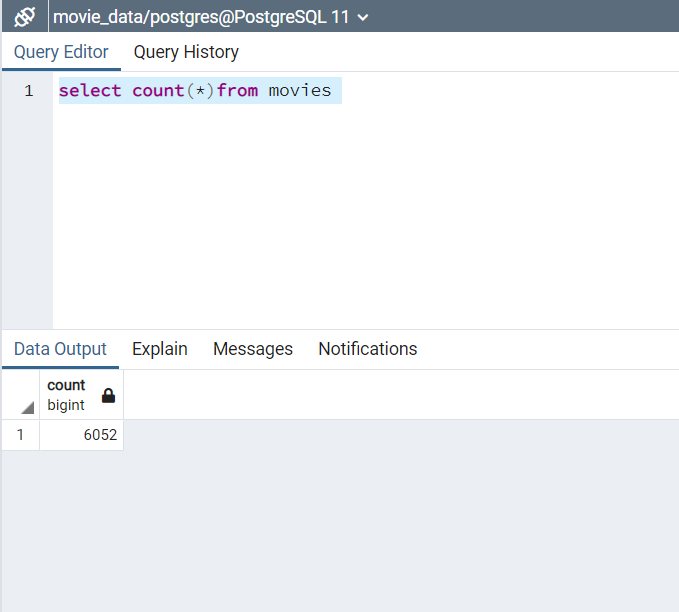 movie_data/postgres@PostgreSQL 11
Query Editor Query History
1 select count(*)from movies
Data Output Explain Messages Notifications
count
bigint
1 6052